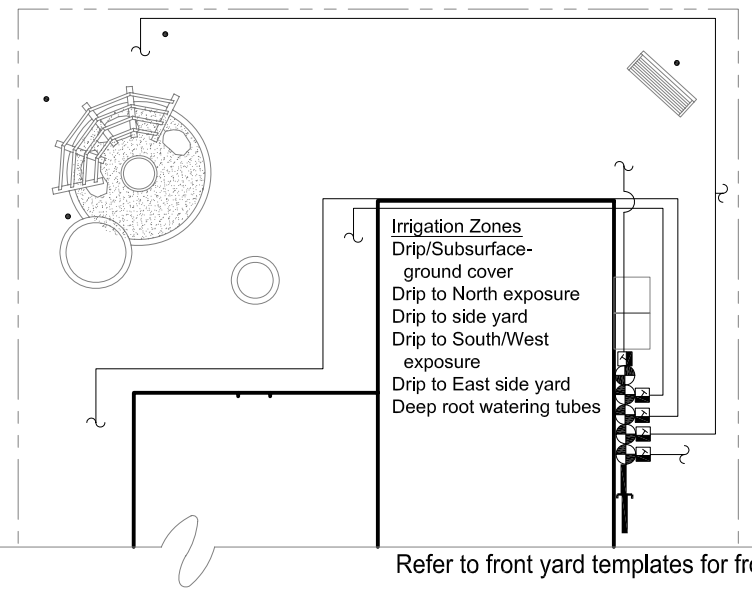 Irrigation Zones
Drip/Subsurface-
ground cover
Drip to North exposure
Drip to side yard
Drip to South/West
exposure
Drip to East side yard
Deep root watering tubes
Refer to front yard templates for